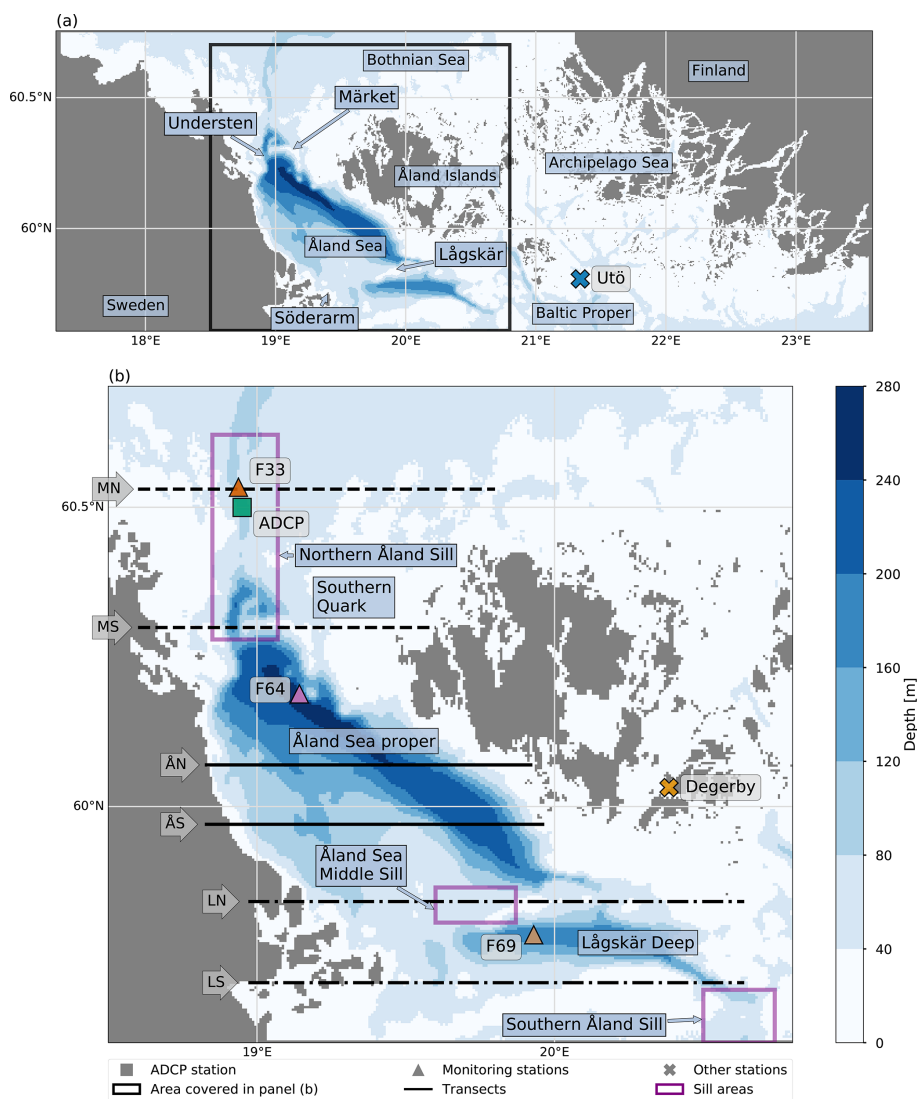 (a)
Bothnian Sea
Finland
60.5°N
Märket
Understen
Archipelago Sea
Åland Islands
60°N
Åland Sea
Lågskär
Utö
Sweden
Söderarm
Baltic Proper
18°E 19°E 20°E 21°E 22°E 23°E
(b)
280
F33
MN
60.5°N
ADCP
Northern Åland Sill
240
Southern
Quark
MS
200
F64
160
Åland Sea proper
Depth [m]
ÅN
Degerby
120
60°N
ÅS
Åland Sea
Middle Sill
80
LN
F69
Lågskär Deep
40
LS
Southern Åland Sill
0
19°E 20°E
ADCP station Monitoring stations Other stations
Area covered in panel (b) Transects Sill areas